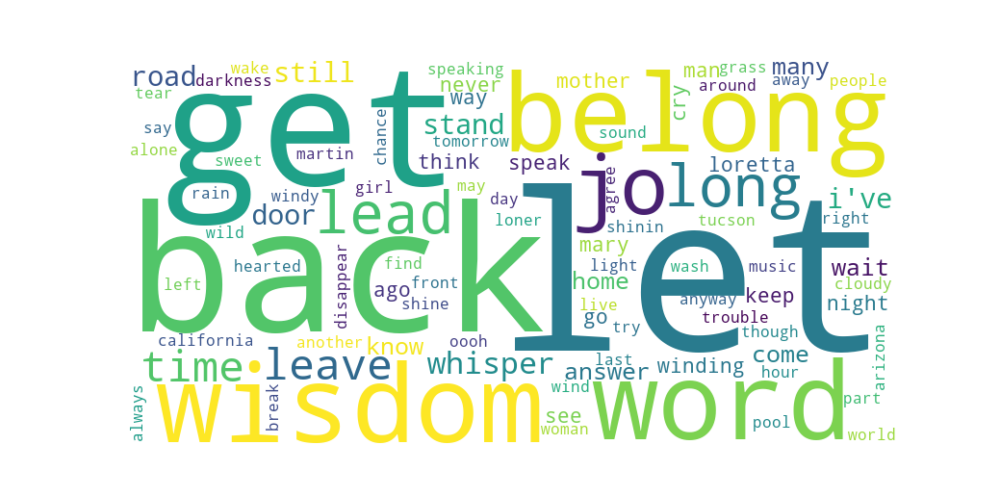 road
darkness
wake
still
tear
say
alone
sweet
get
martin
chance
speaking
never
way
stand
tomorrow
think
speak
belong
mother
sound
man
grass
cry
around
many
away
people
rain
wild
windy
girl
door
lead
may
day
loner
jo
agree
shinin
long
loretta
tucson
i've
right
back
left
hearted
disappear
find
ago
front
shine
let
mary
light
home
live
go
try
wash
anyway
keep
trouble
music
wait
cloudy
night
though
california
another
know
oooh
time
leave
whisper
last
answer
wind
winding
come
hour
arizona
always
wisdom
break
see
woman
word
pool
part
world